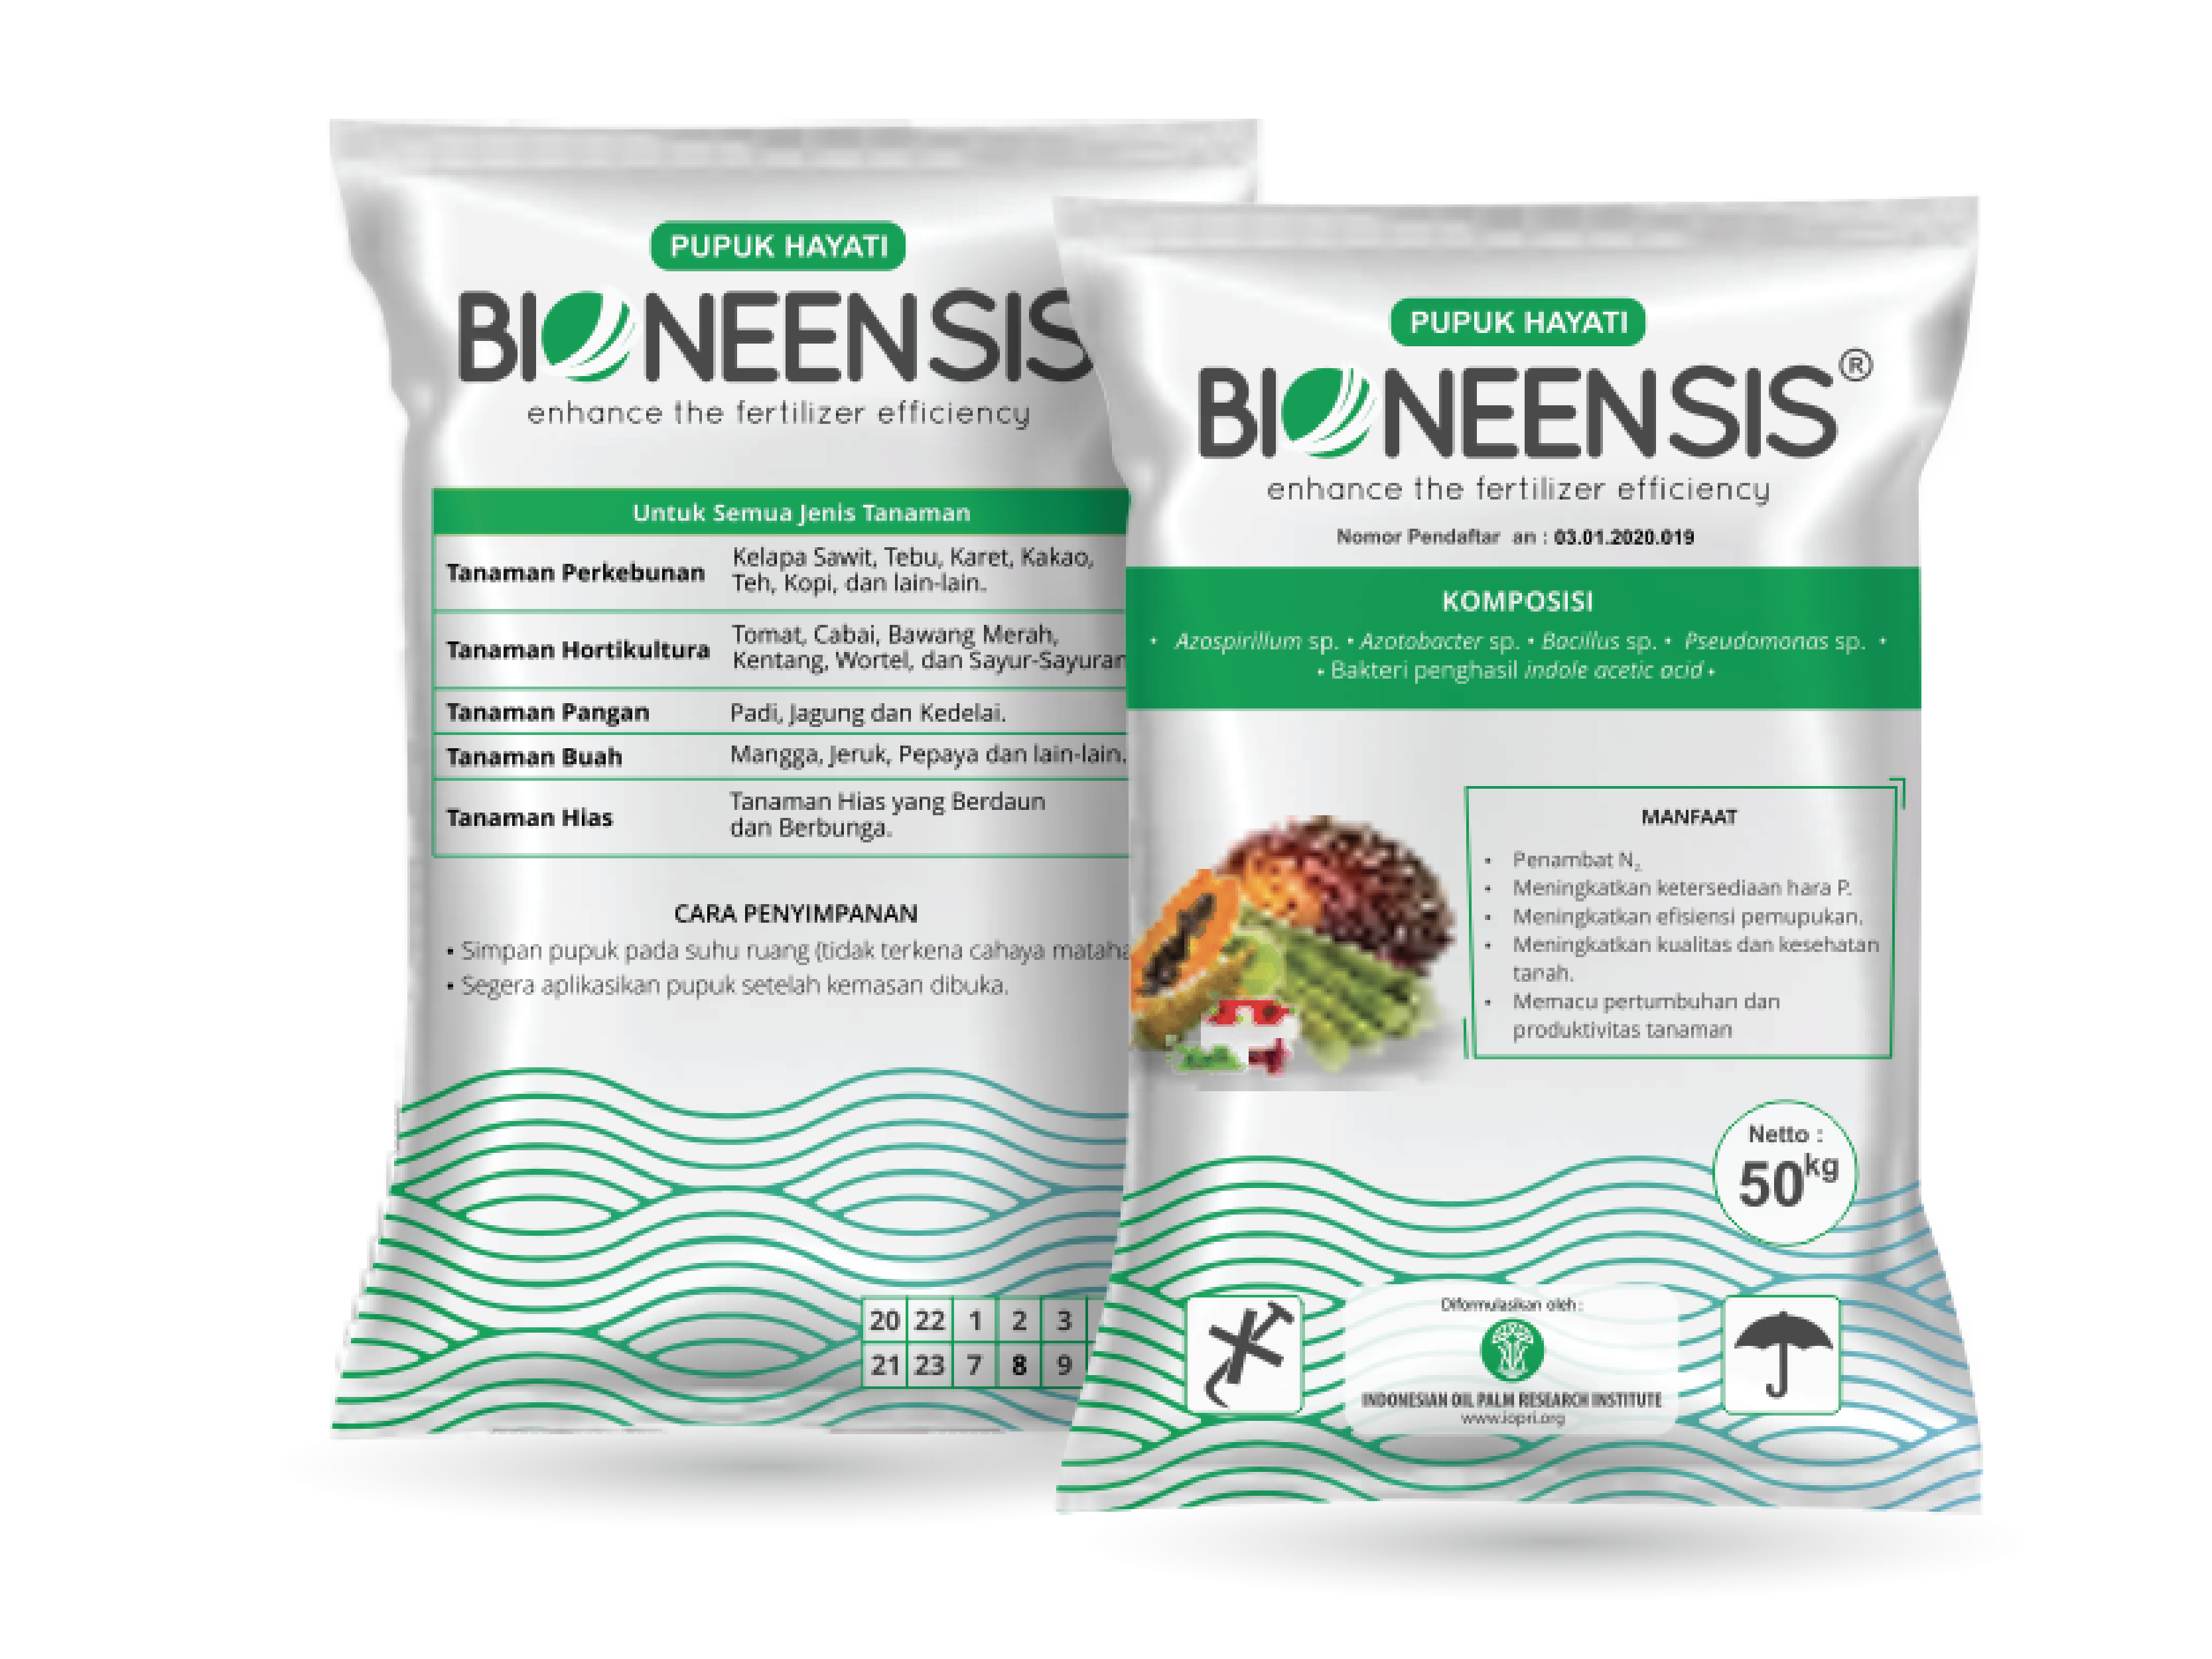 PUPUK HAYATI
BIONEENSIS
enhance the fertilizer efficiency
Untuk Semua Jenis Tanaman
Tanaman Perkebunan Kelapa Sawit, Tebu, Karet, Kakao,
Teh, Kopi, dan lain-lain.
Tanaman Hortikultura Tomat, Cabai, Bawang Merah,
Kentang, Wortel, dan Sayur-Sayuran
Tanaman Pangan Padi, Jagung dan Kedelai.
Tanaman Buah Mangga, Jeruk, Pepaya dan lain-lain.
Tanaman Hias Tanaman Hias yang Berdaun
dan Berbunga.
CARA PENYIMPANAN
• Simpan pupuk pada suhu ruang (tidak terkena cahaya
• Segera aplikasikan pupuk setelah kemasan dibuka.
20 22 1 2 3
21 23 7 8 9
PUPUK HAYATI
BIONEENSIS®
enhance the fertilizer efficiency
Nomor Pendaftar an : 03.01.2020.019
KOMPOSISI
• Azospirillum sp. • Azotobacter sp. • Bacillus sp. • Pseudomonas sp. •
• Bakteri penghasil indole acetic acid •
MANFAAT
• Penambat N₂
• Meningkatkan ketersediaan hara P.
• Meningkatkan efisiensi pemupukan.
• Meningkatkan kualitas dan kesehatan
tanah.
• Memacu pertumbuhan dan
produktivitas tanaman
Netto :
50kg
Diformulasikan oleh :
INDONESIAN OIL PALM RESEARCH INSTITUTE
www.iopri.org